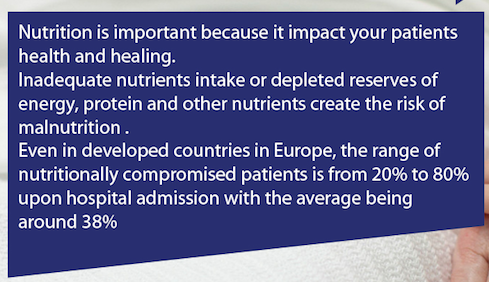 Nutrition is important because it impact your patients
health and healing.
Inadequate nutrients intake or depleted reserves of
energy, protein and other nutrients create the risk of
malnutrition .
Even in developed countries in Europe, the range of
nutritionally compromised patients is from 20% to 80%
upon hospital admission with the average being
around 38%